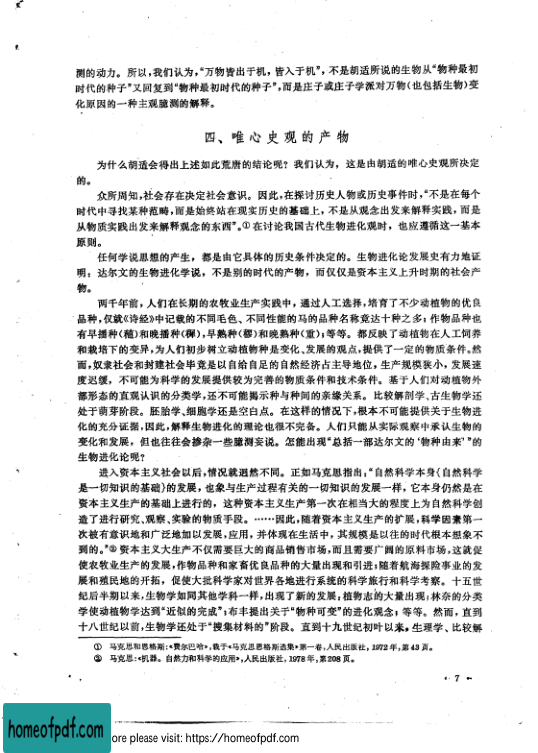 测的动力。所以,我们认为,“万物皆出于机,皆入于机”,不是胡适所说的生物从“物种最初
时代的种子”又回复到“物种最初时代的种子”,而是庄子或庄子学派对万物(也包括生物)变
化原因的一种主观臆测的解释。
四、唯心史观的产物
为什么胡适会得出上述如此荒唐的结论呢?我们认为,这是由胡适的唯心史观所决定
的。
众所周知,社会存在决定社会意识。因此,在探讨历史人物或历史事件时,“不是在每个
时代中寻找某种范畴,而是始终站在现实历史的基础上,不是从观念出发来解释实践,而是
从物质实践出发来解释观念的东西”。①在讨论我国古代生物进化观时,也应遵循这一基本
原则。
任何学说思想的产生,都是由它具体的历史条件决定的。生物进化论发展史有力地证
明:达尔文的生物进化学说,不是别的时代的产物,而仅仅是资本主义上升时期的社会产
物。
两千年前,人们在长期的农牧业生产实践中,通过人工选择,培育了不少动植物的优良
品种,仅就《诗经》中记载的不同毛色、不同性能的马的品种名称竟达十种之多;作物品种也
有早播种(稙)和晚播种(稺),早熟种(穋)和晚熟种(重);等等。都反映了动植物在人工饲养
和栽培下的变异,为人们初步树立动植物种是变化、发展的观点,提供了一定的物质条件。然
而,奴隶社会和封建社会毕竟是以自给自足的自然经济占主导地位,生产规模狭小,发展速
度迟缓,不可能为科学的发展提供较为完善的物质条件和技术条件。基于人们对动植物外
部形态的直观认识的分类学,还不可能揭示种与种间的亲缘关系。比较解剖学、古生物学还
处于萌芽阶段。胚胎学、细胞学还是空白点。在这样的情况下,根本不可能提供关于生物进
化的充分证据,因此,解释生物进化的理论也很不完备。人们只能从实际观察中承认生物的
变化和发展,但也往往会掺杂一些臆测妄说。怎能出现“总括一部达尔文的‘物种由来’”的
生物进化论呢?
进入资本主义社会以后,情况就迥然不同。正如马克思指出:“自然科学本身{自然科学
是一切知识的基础}的发展,也象与生产过程有关的一切知识的发展一样,它本身仍然是在
资本主义生产的基础上进行的,这种资本主义生产第一次在相当大的程度上为自然科学创
造了进行研究、观察、实验的物质手段。……因此,随着资本主义生产的扩展,科学因素第一
次被有意识地和广泛地加以发展,应用,并体现在生活中,其规模是以往的时代根本想象不
到的。”②资本主义大生产不仅需要巨大的商品销售市场,而且需要广阔的原料市场,这就促
使农牧业生产的发展,作物品种和家畜优良品种的大量出现和引进;随着航海探险事业的发
展和殖民地的开拓,促使大批科学家对世界各地进行系统的科学旅行和科学考察。十五世
纪后半期以来,生物学如同其他学科一样,出现了新的发展;植物志的大量出现;林奈的分类
学使动植物学达到“近似的完成”;布丰提出关于“物种可变”的进化观念;等等。然而,直到
十八世纪以前,生物学还处于“搜集材料的”阶段。直到十九世纪初叶以来,生理学、比较解
① 马克思和恩格斯:《费尔巴哈》,载于《马克思恩格斯选集》第一卷,人民出版社,1972年,第43页。
② 马克思:《机器。自然力和科学的应用》,人民出版社,1978年,第208页。
· 7 ·
homeofpdf.com
ore please visit: https://homeofpdf.com